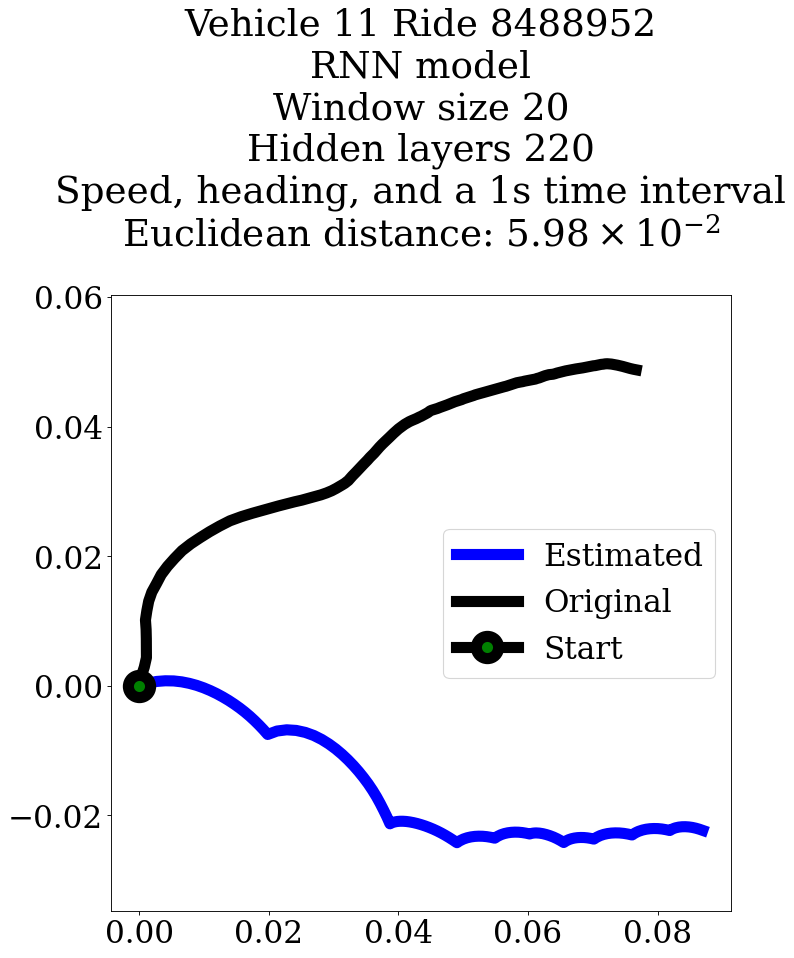 Vehicle 11 Ride 8488952
RNN model
Window size 20
Hidden layers 220
Speed, heading, and a 1s time interval
Euclidean distance: 5.98 × 10⁻²
0.06
0.04
0.02
0.00
−0.02
Estimated
Original
Start
0.00 0.02 0.04 0.06 0.08